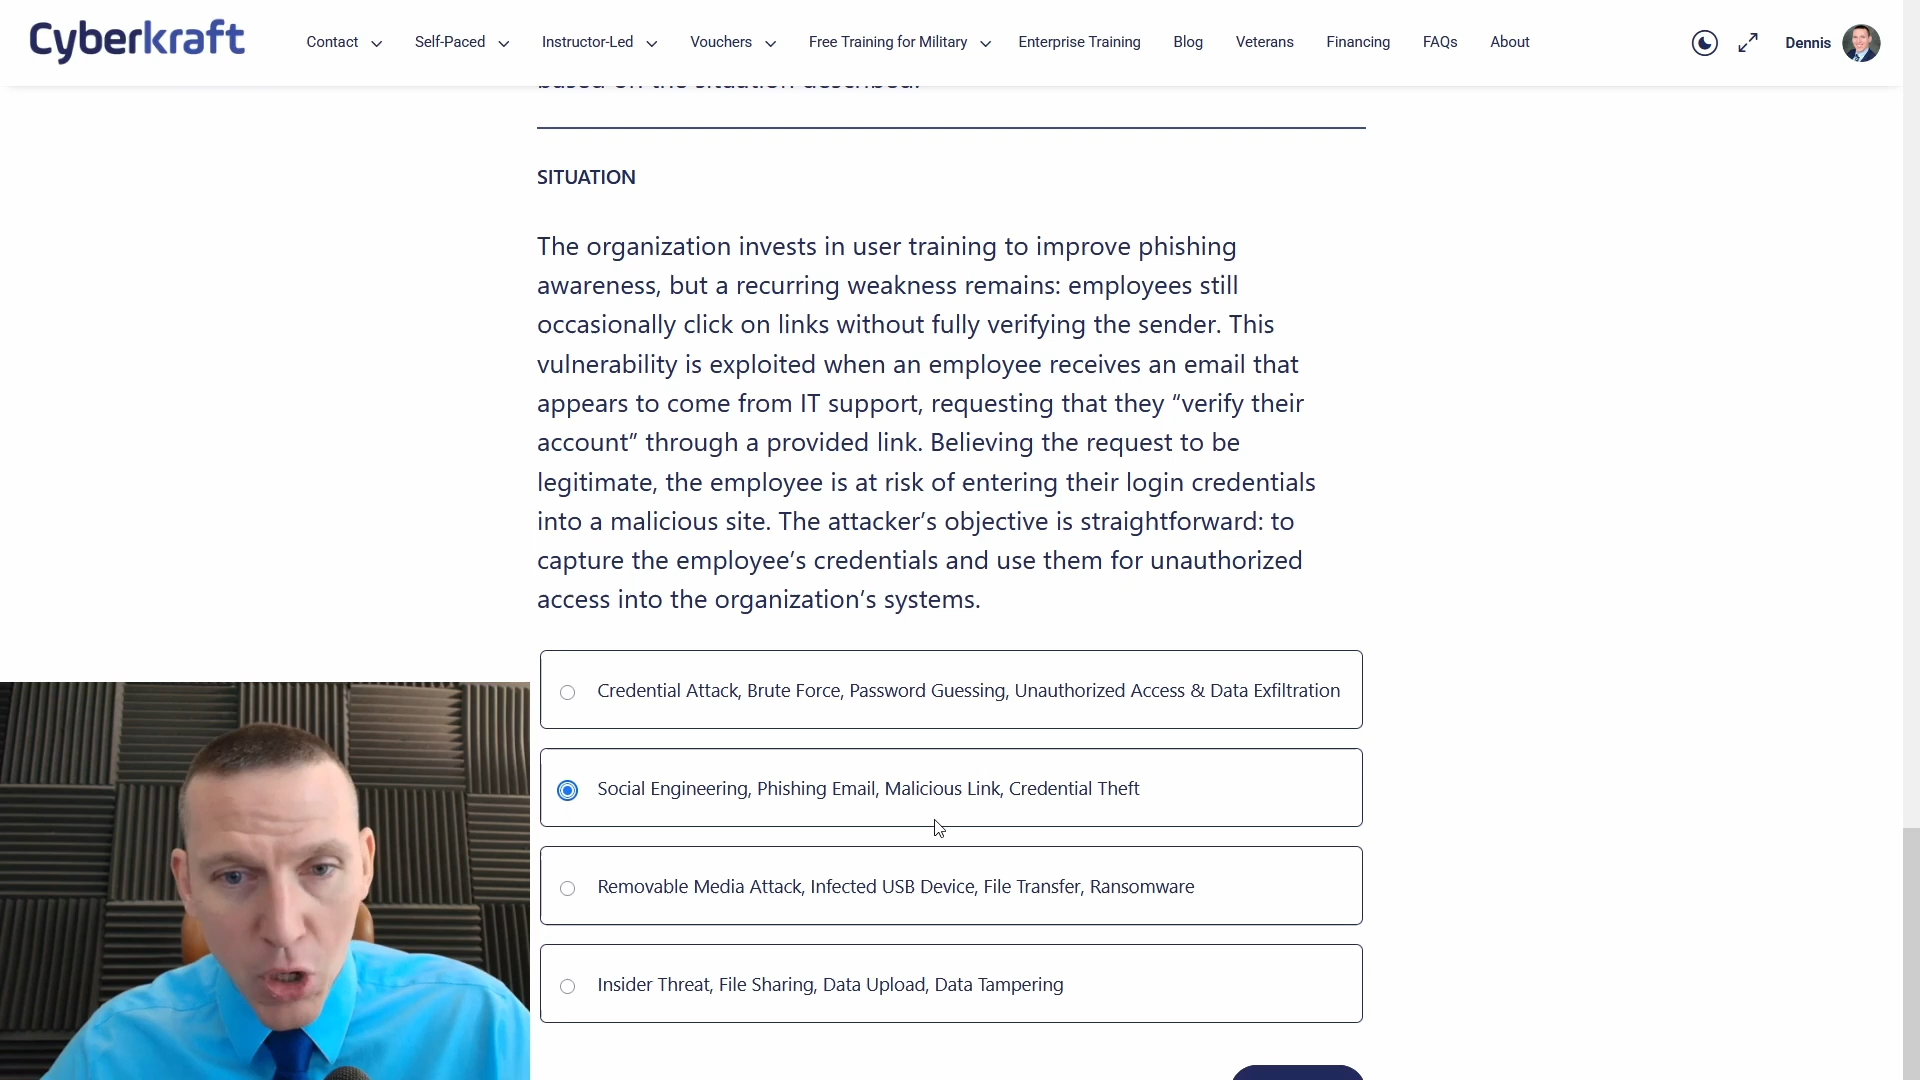 Cyberkraft
Contact Self-Paced Instructor-Led Vouchers Free Training for Military Enterprise Training Blog Veterans Financing FAQs About Dennis
based on the situation described.
SITUATION
The organization invests in user training to improve phishing
awareness, but a recurring weakness remains: employees still
occasionally click on links without fully verifying the sender. This
vulnerability is exploited when an employee receives an email that
appears to come from IT support, requesting that they “verify their
account” through a provided link. Believing the request to be
legitimate, the employee is at risk of entering their login credentials
into a malicious site. The attacker’s objective is straightforward: to
capture the employee’s credentials and use them for unauthorized
access into the organization’s systems.
Credential Attack, Brute Force, Password Guessing, Unauthorized Access & Data Exfiltration
Social Engineering, Phishing Email, Malicious Link, Credential Theft
Removable Media Attack, Infected USB Device, File Transfer, Ransomware
Insider Threat, File Sharing, Data Upload, Data Tampering